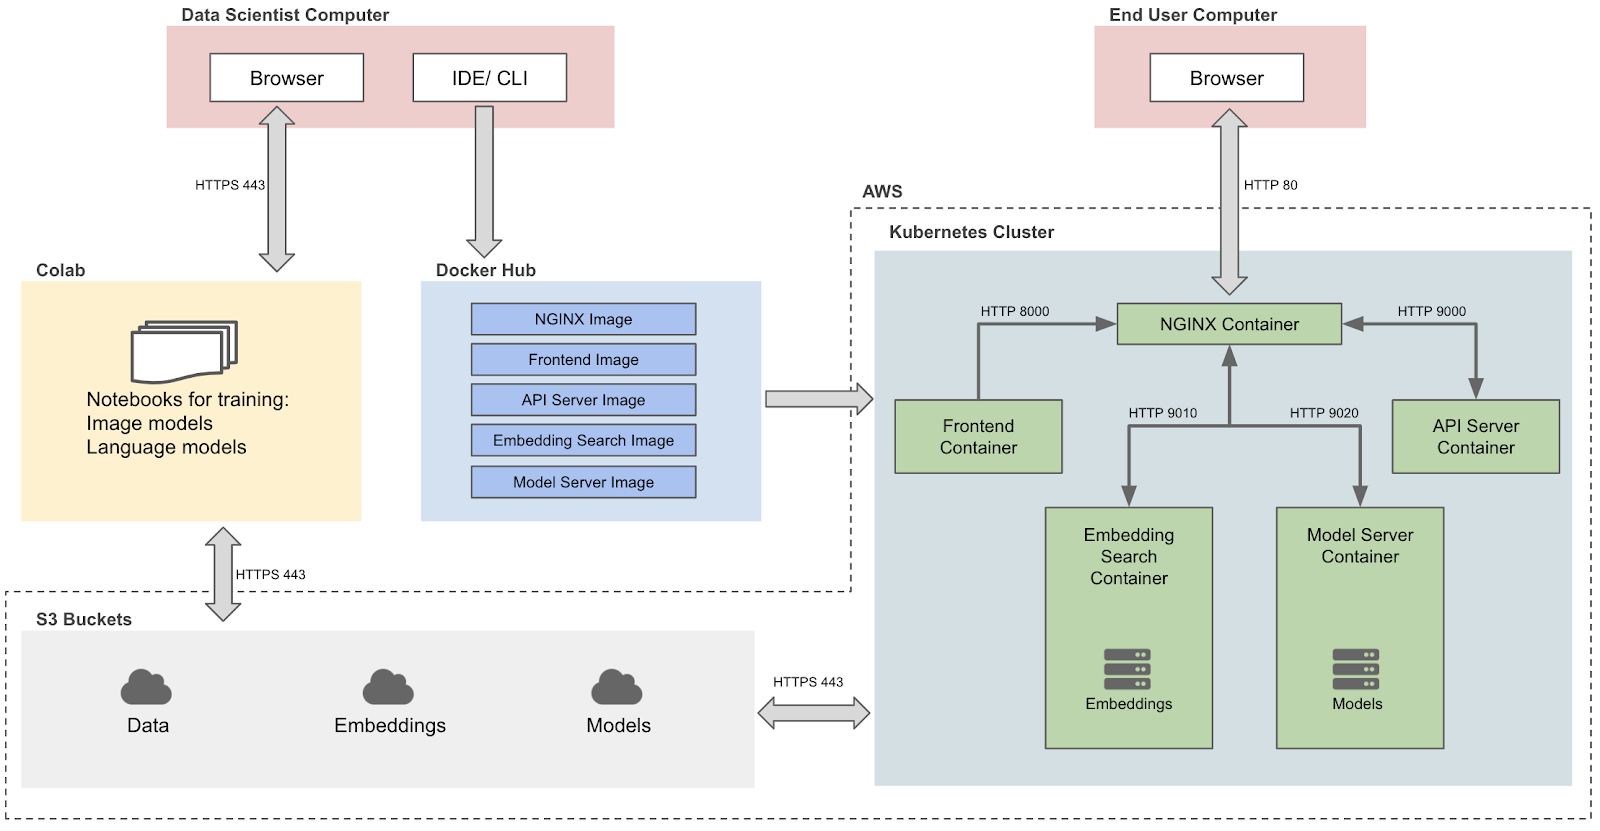 Data Scientist Computer
Browser
IDE/ CLI
End User Computer
Browser
HTTPS 443
HTTP 80
AWS
Kubernetes Cluster
Colab
Notebooks for training:
Image models
Language models
Docker Hub
NGINX Image
Frontend Image
API Server Image
Embedding Search Image
Model Server Image
HTTP 8000
NGINX Container
HTTP 9000
Frontend
Container
HTTP 9010
HTTP 9020
API Server
Container
Embedding
Search
Container
Embeddings
Model Server
Container
Models
HTTPS 443
S3 Buckets
Data
Embeddings
Models
HTTPS 443